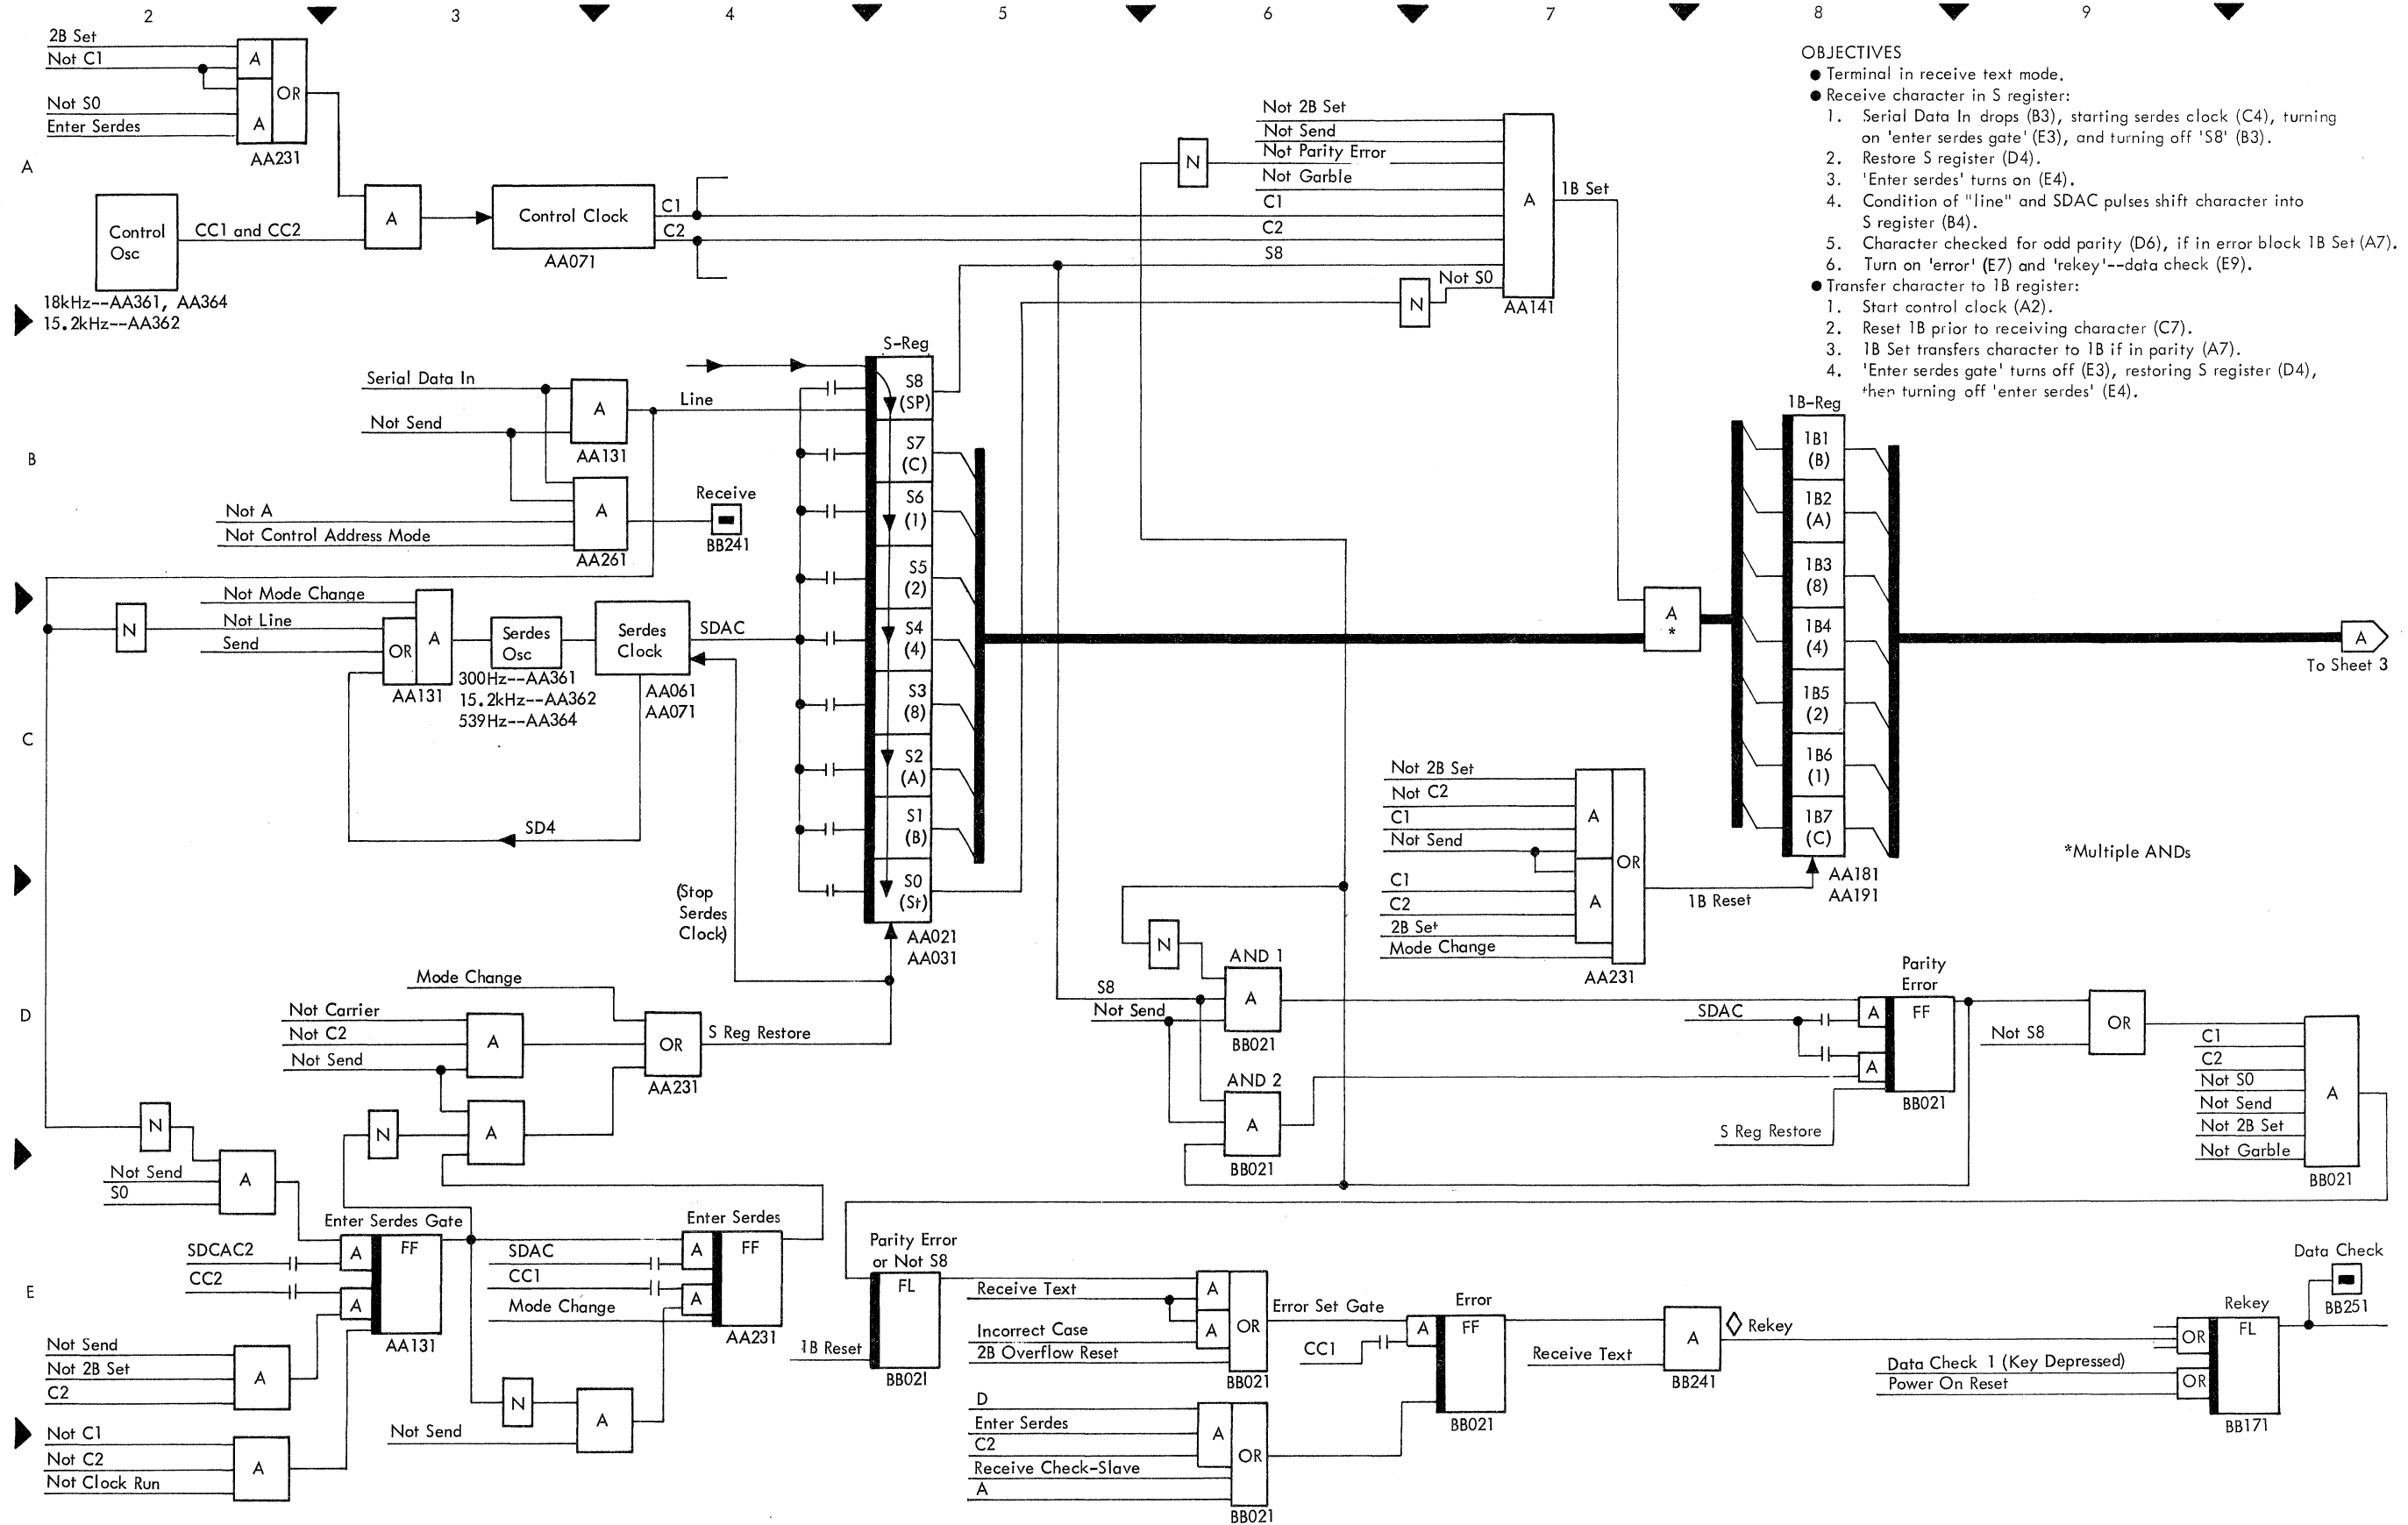 2
3
4
5
6
7
8
9
OBJECTIVES
● Terminal in receive text mode.
● Receive character in S register:
1. Serial Data In drops (B3), starting serdes clock (C4), turning
on 'enter serdes gate' (E3), and turning off 'S8' (B3).
2. Restore S register (D4).
3. 'Enter serdes' turns on (E4).
4. Condition of "line" and SDAC pulses shift character into
S register (B4).
5. Character checked for odd parity (D6), if in error block 1B Set (A7).
6. Turn on 'error' (E7) and 'rekey'--data check (E9).
● Transfer character to 1B register:
1. Start control clock (A2).
2. Reset 1B prior to receiving character (C7).
3. 1B Set transfers character to 1B if in parity (A7).
4. 'Enter serdes gate' turns off (E3), restoring S register (D4),
then turning off 'enter serdes' (E4).
A
2B Set
Not C1
Not S0
Enter Serdes
A
A
OR
AA231
Control
Osc
CC1 and CC2
18kHz--AA361, AA364
15.2kHz--AA362
A
Control Clock
AA071
C1
C2
Not 2B Set
Not Send
N
Not Parity Error
Not Garble
C1
C2
S8
N
Not S0
A
AA141
1B Set
B
Serial Data In
Not Send
A
AA131
Line
Not A
Not Control Address Mode
A
AA261
Receive
BB241
S-Reg
S8
(SP)
S7
(C)
S6
(1)
S5
(2)
S4
(4)
S3
(8)
S2
(A)
S1
(B)
S0
(St)
AA021
AA031
A
*
1B-Reg
1B1
(B)
1B2
(A)
1B3
(8)
1B4
(4)
1B5
(2)
1B6
(1)
1B7
(C)
AA181
AA191
A
To Sheet 3
*Multiple ANDs
C
N
Not Mode Change
Not Line
Send
OR
A
AA131
Serdes
Osc
300Hz--AA361
15.2kHz--AA362
539Hz--AA364
Serdes
Clock
AA061
AA071
SDAC
SD4
(Stop
Serdes
Clock)
Not 2B Set
Not C2
C1
Not Send
C1
C2
2B Set
Mode Change
A
A
OR
AA231
1B Reset
D
Mode Change
Not Carrier
Not C2
Not Send
A
OR
AA231
S Reg Restore
N
A
N
AND 1
S8
Not Send
A
BB021
AND 2
A
BB021
SDAC
A
A
Parity
Error
FF
BB021
S Reg Restore
Not S8
OR
C1
C2
Not S0
Not Send
Not 2B Set
Not Garble
A
BB021
E
N
Not Send
S0
A
Enter Serdes Gate
SDCAC2
CC2
A
A
FF
AA131
Not Send
Not 2B Set
C2
A
Not C1
Not C2
Not Clock Run
A
Enter Serdes
SDAC
CC1
Mode Change
A
A
FF
AA231
N
Not Send
A
Parity Error
or Not S8
FL
1B Reset
BB021
Receive Text
Incorrect Case
2B Overflow Reset
A
A
OR
BB021
Error Set Gate
CC1
A
Error
FF
BB021
D
Enter Serdes
C2
Receive Check-Slave
A
A
OR
BB021
Receive Text
A
BB241
Rekey
Data Check 1 (Key Depressed)
Power On Reset
OR
OR
Rekey
FL
BB171
Data Check
BB251